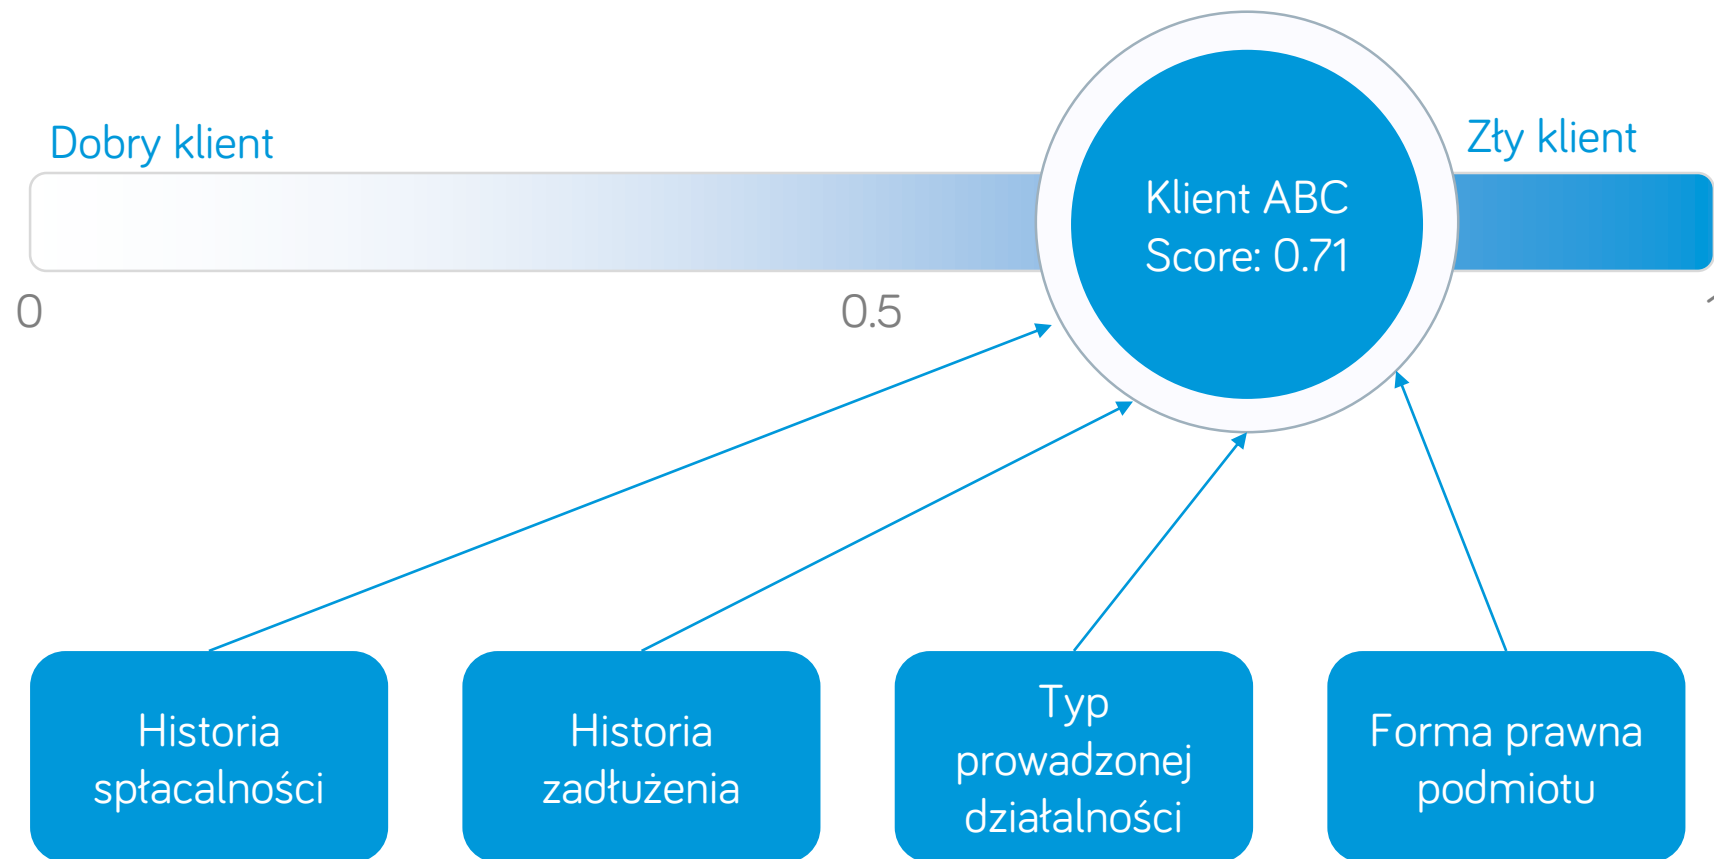 Dobry klient
Zły klient
Klient ABC
Score: 0.71
0
0.5
Historia
spłacalności
Historia
zadłużenia
Typ
prowadzonej
działalności
Forma prawna
podmiotu